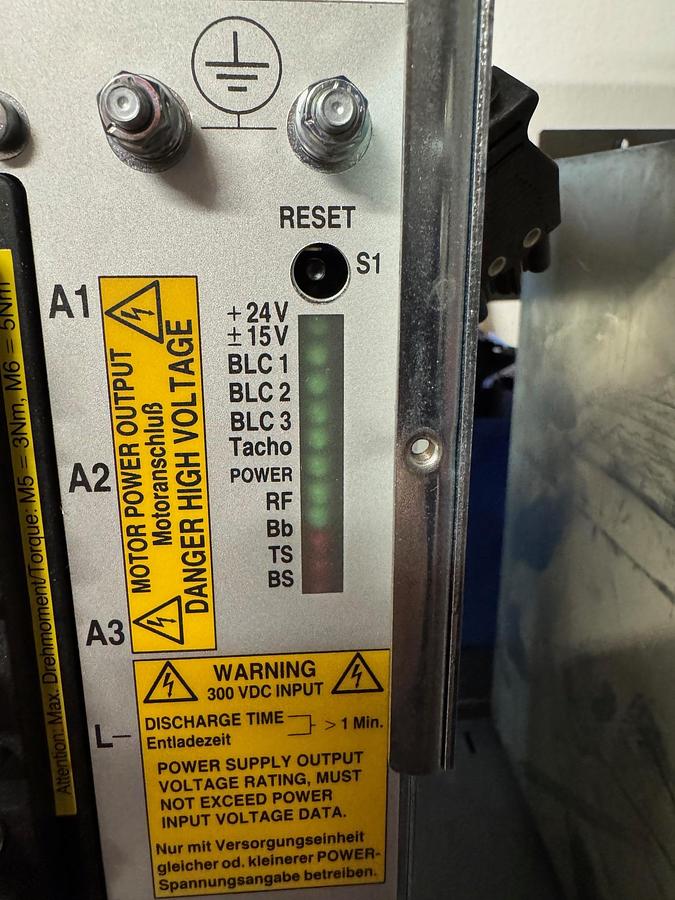 RESET
S1
+ 24V
± 15V
BLC 1
BLC 2
BLC 3
Tacho
POWER
RF
Bb
TS
BS
A1
A2
A3
L–
MOTOR POWER OUTPUT
Motoranschluß
DANGER HIGH VOLTAGE
Attention: Max. Drehmoment/Torque: M5 = 3Nm, M6 = 5Nm
WARNING
300 VDC INPUT
DISCHARGE TIME
Entladezeit
> 1 Min.
POWER SUPPLY OUTPUT
VOLTAGE RATING, MUST
NOT EXCEED POWER
INPUT VOLTAGE DATA.
Nur mit Versorgungseinheit
gleicher od. kleinerer POWER-
Spannungsangabe betreiben.